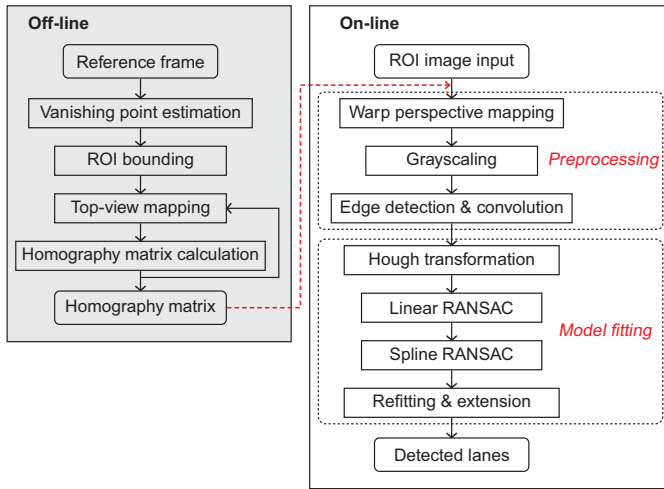 Off-line
Reference frame
Vanishing point estimation
ROI bounding
Top-view mapping
Homography matrix calculation
Homography matrix
On-line
ROI image input
Warp perspective mapping
Grayscaling
Preprocessing
Edge detection & convolution
Hough transformation
Linear RANSAC
Model fitting
Spline RANSAC
Refitting & extension
Detected lanes